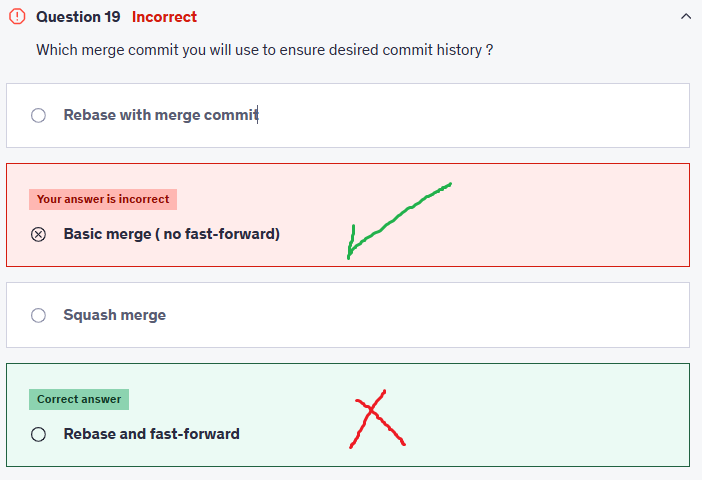 Question 19 Incorrect
Which merge commit you will use to ensure desired commit history ?
Rebase with merge commit
Your answer is incorrect
Basic merge ( no fast-forward)
Squash merge
Correct answer
Rebase and fast-forward